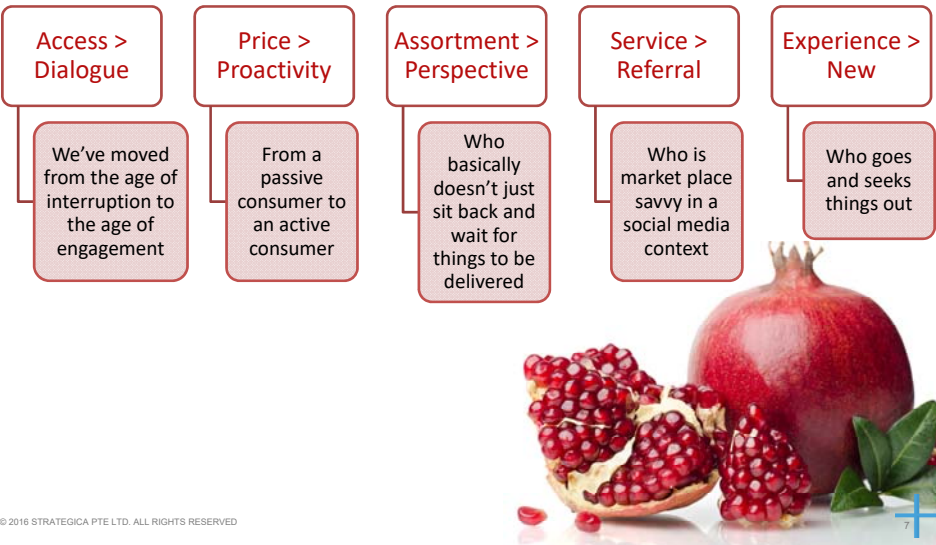 Access >
Dialogue
We’ve moved
from the age of
interruption to
the age of
engagement
Price >
Proactivity
From a
passive
consumer to
an active
consumer
Assortment >
Perspective
Who
basically
doesn’t just
sit back and
wait for
things to be
delivered
Service >
Referral
Who is
market place
savvy in a
social media
context
Experience >
New
Who goes
and seeks
things out
© 2016 STRATEGICA PTE LTD. ALL RIGHTS RESERVED
7